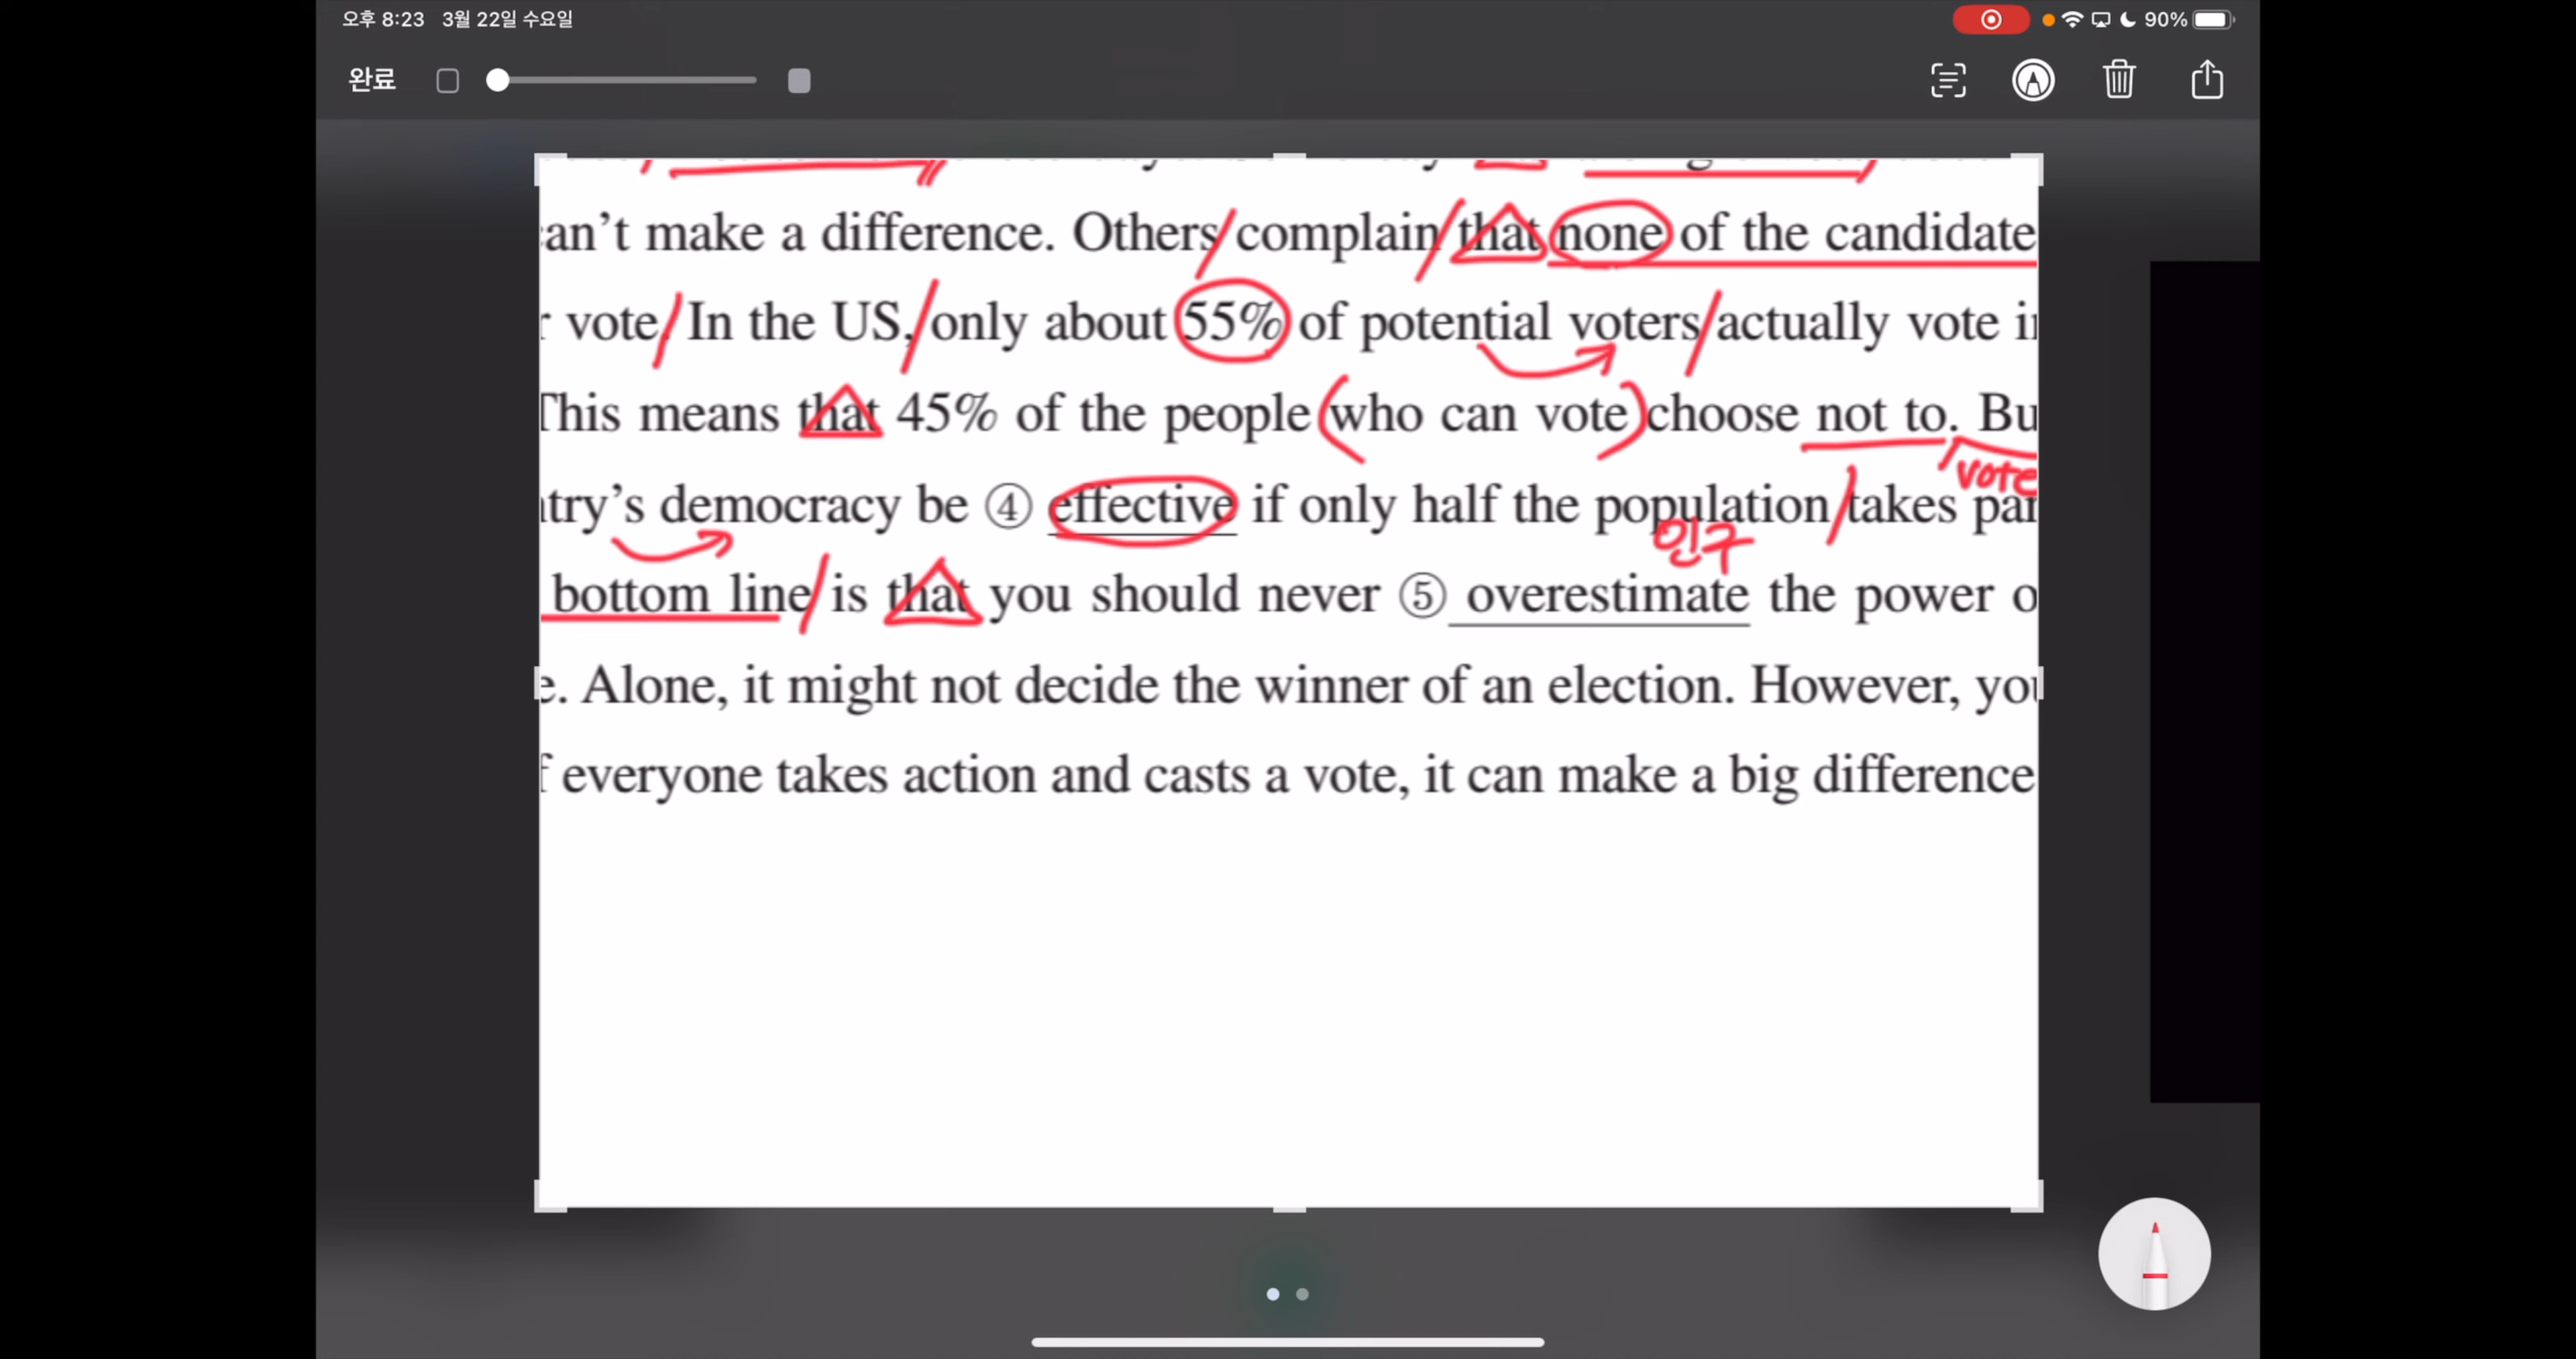 오후 8:23 3월 22일 수요일 90%
완료
can't make a difference. Others complain that none of the candidate
vote. In the US, only about 55% of potential voters actually vote
This means that 45% of the people who can vote choose not to. Bu
vote
ntry's democracy be ④ effective if only half the population takes par
인구
bottom line is that you should never ⑤ overestimate the power o
e. Alone, it might not decide the winner of an election. However, you
f everyone takes action and casts a vote, it can make a big difference